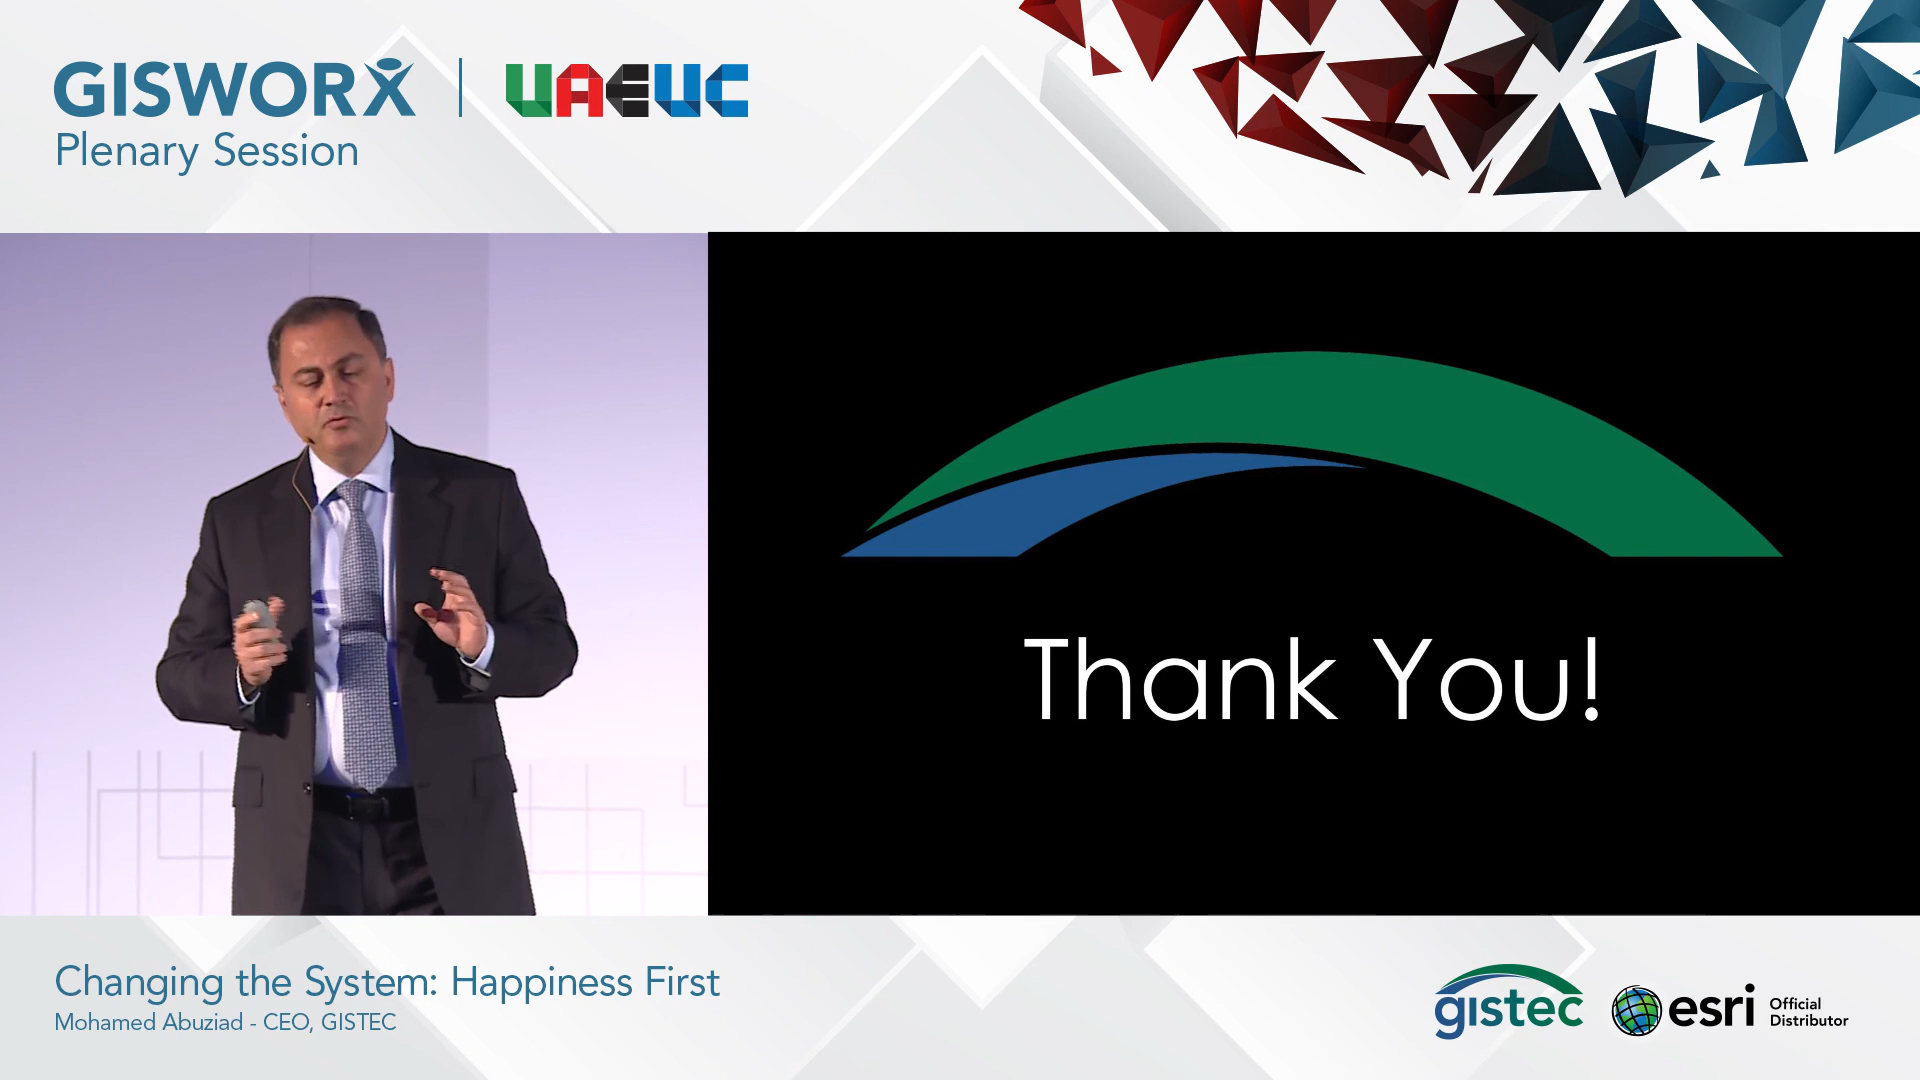 GISWORX
UAEUC
Plenary Session
Thank You!
Changing the System: Happiness First
Mohamed Abuziad - CEO, GISTEC
gistec
esri
Official
Distributor